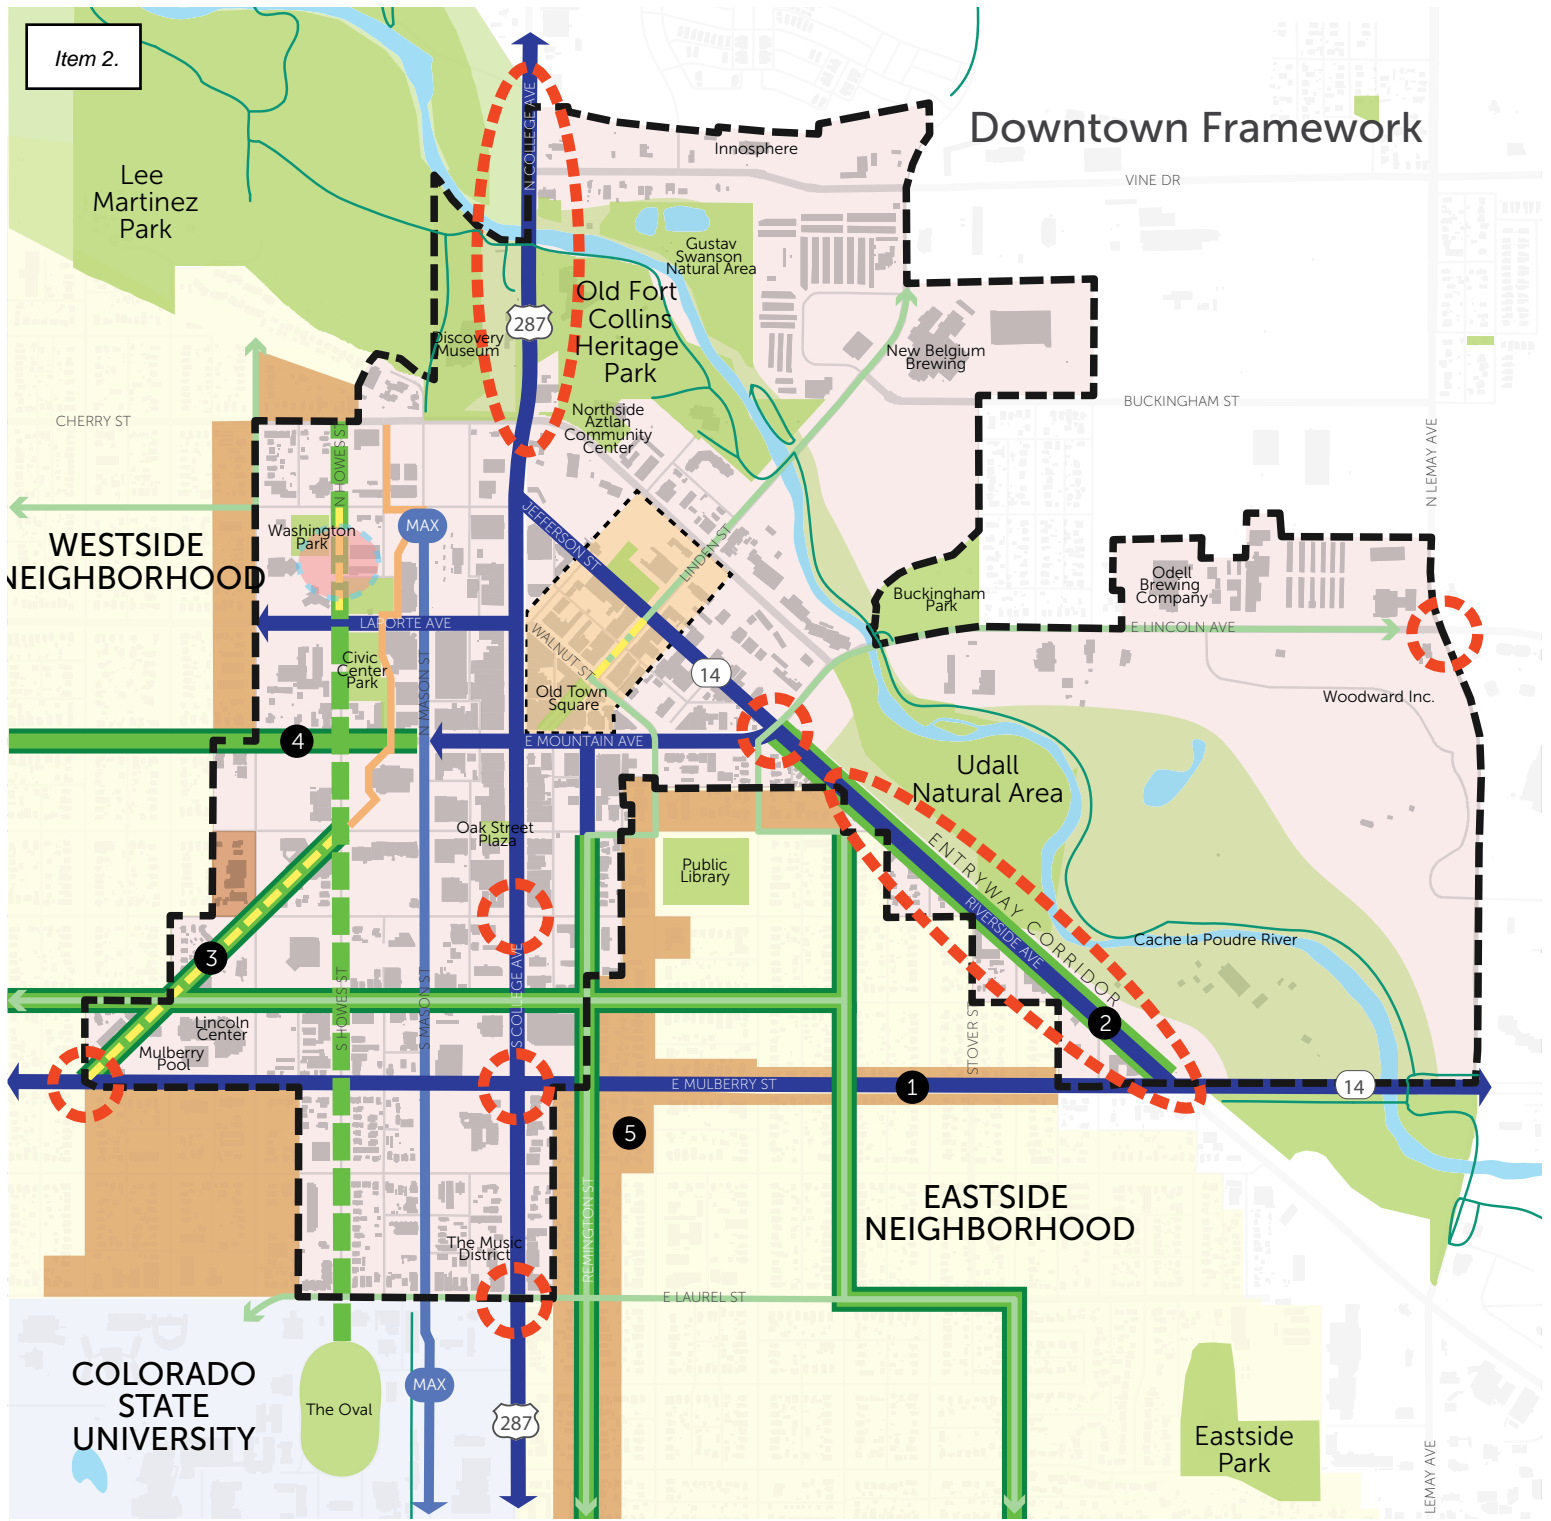 Item 2.
Downtown Framework
N COLLEGE AVE
Innosphere
VINE DR
Lee
Martinez
Park
Gustav
Swanson
Natural Area
Old Fort
Collins
Heritage
Park
287
Discovery
Museum
New Belgium
Brewing
Northside
Aztlan
Community
Center
BUCKINGHAM ST
CHERRY ST
N HOWES ST
N LEMAY AVE
MAX
JEFFERSON ST
LINDEN ST
Washington
Park
WESTSIDE
NEIGHBORHOOD
Odell
Brewing
Company
Buckingham
Park
LAPORTE AVE
E LINCOLN AVE
WALNUT ST
Civic
Center
Park
N MASON ST
14
Old Town
Square
Woodward Inc.
4
E MOUNTAIN AVE
Udall
Natural Area
Oak Street
Plaza
Public
Library
ENTRYWAY CORRIDOR
RIVERSIDE AVE
Cache la Poudre River
3
S HOWES ST
S MASON ST
S COLLEGE AVE
STOVER ST
2
Lincoln
Center
Mulberry
Pool
E MULBERRY ST
1
14
5
REMINGTON ST
EASTSIDE
NEIGHBORHOOD
The Music
District
E LAUREL ST
COLORADO
STATE
UNIVERSITY
The Oval
MAX
287
Eastside
Park
LEMAY AVE